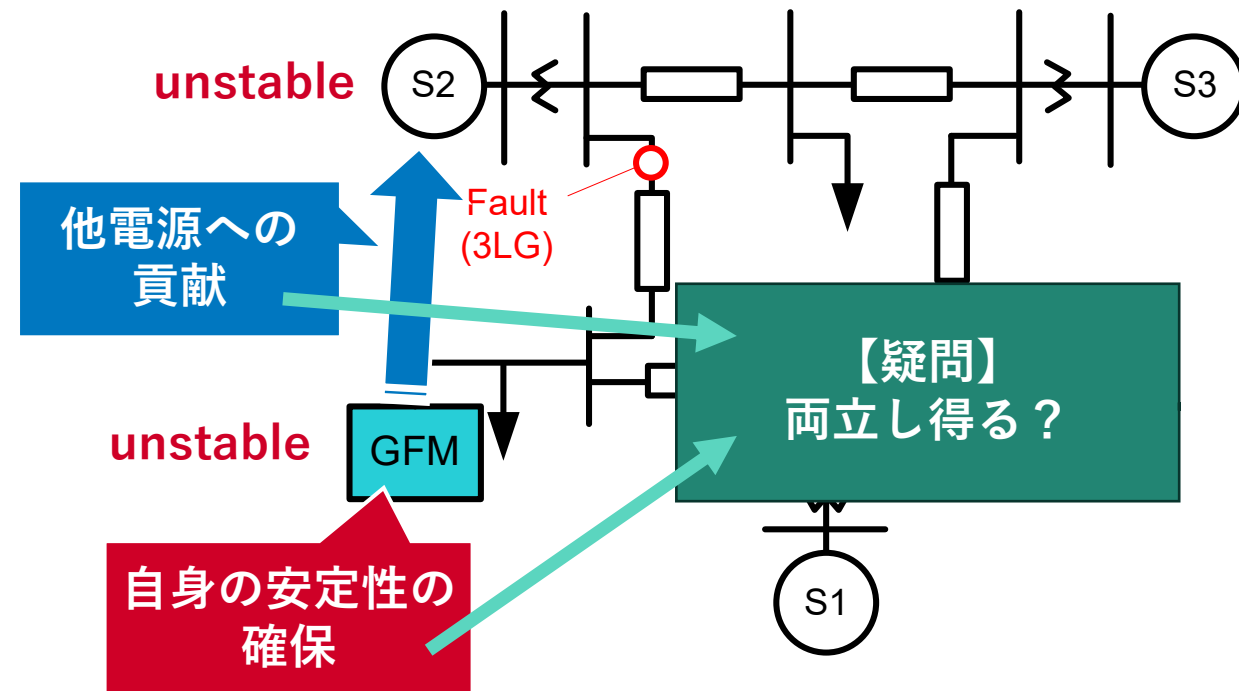 unstable
S2
S3
Fault
(3LG)
他電源への
貢献
【疑問】
両立し得る？
unstable
GFM
自身の安定性の
確保
S1